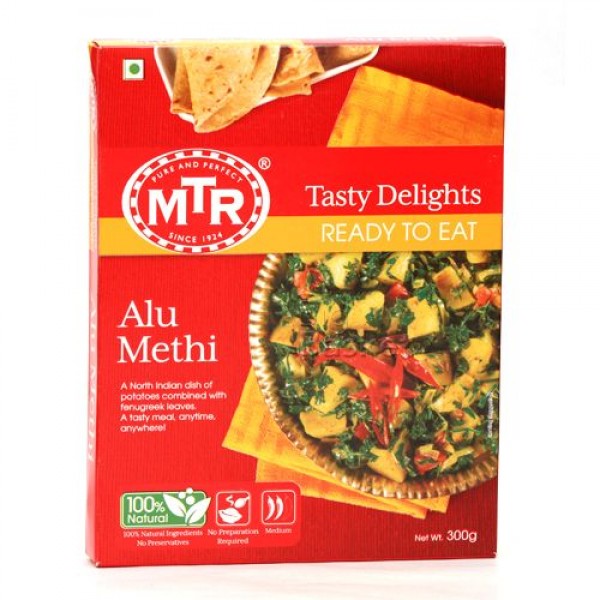 PURE AND PERFECT
MTR®
SINCE 1924
Tasty Delights
READY TO EAT
Alu
Methi
A North Indian dish of
potatoes combined with
fenugreek leaves.
A tasty meal, anytime,
anywhere!
100%
Natural
100% Natural Ingredients
No Preservatives
No Preparation
Required
Medium
Net Wt. 300g